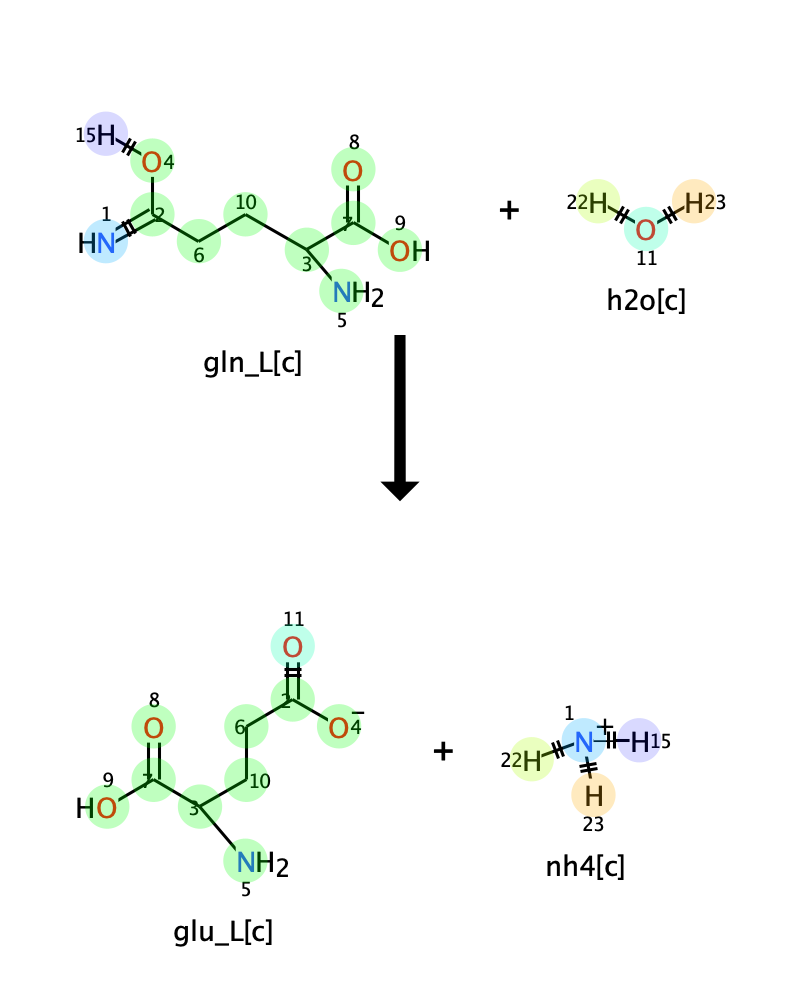 15H
O4
1
2
HN
6
10
3
8
O
7
9
OH
NH2
5
gln_L[c]
+
22H
H23
O
11
h2o[c]
11
O
2
O4 −
8
O
6
9
7
3
10
HO
NH2
5
glu_L[c]
+
1
N +
H15
22H
H
23
nh4[c]